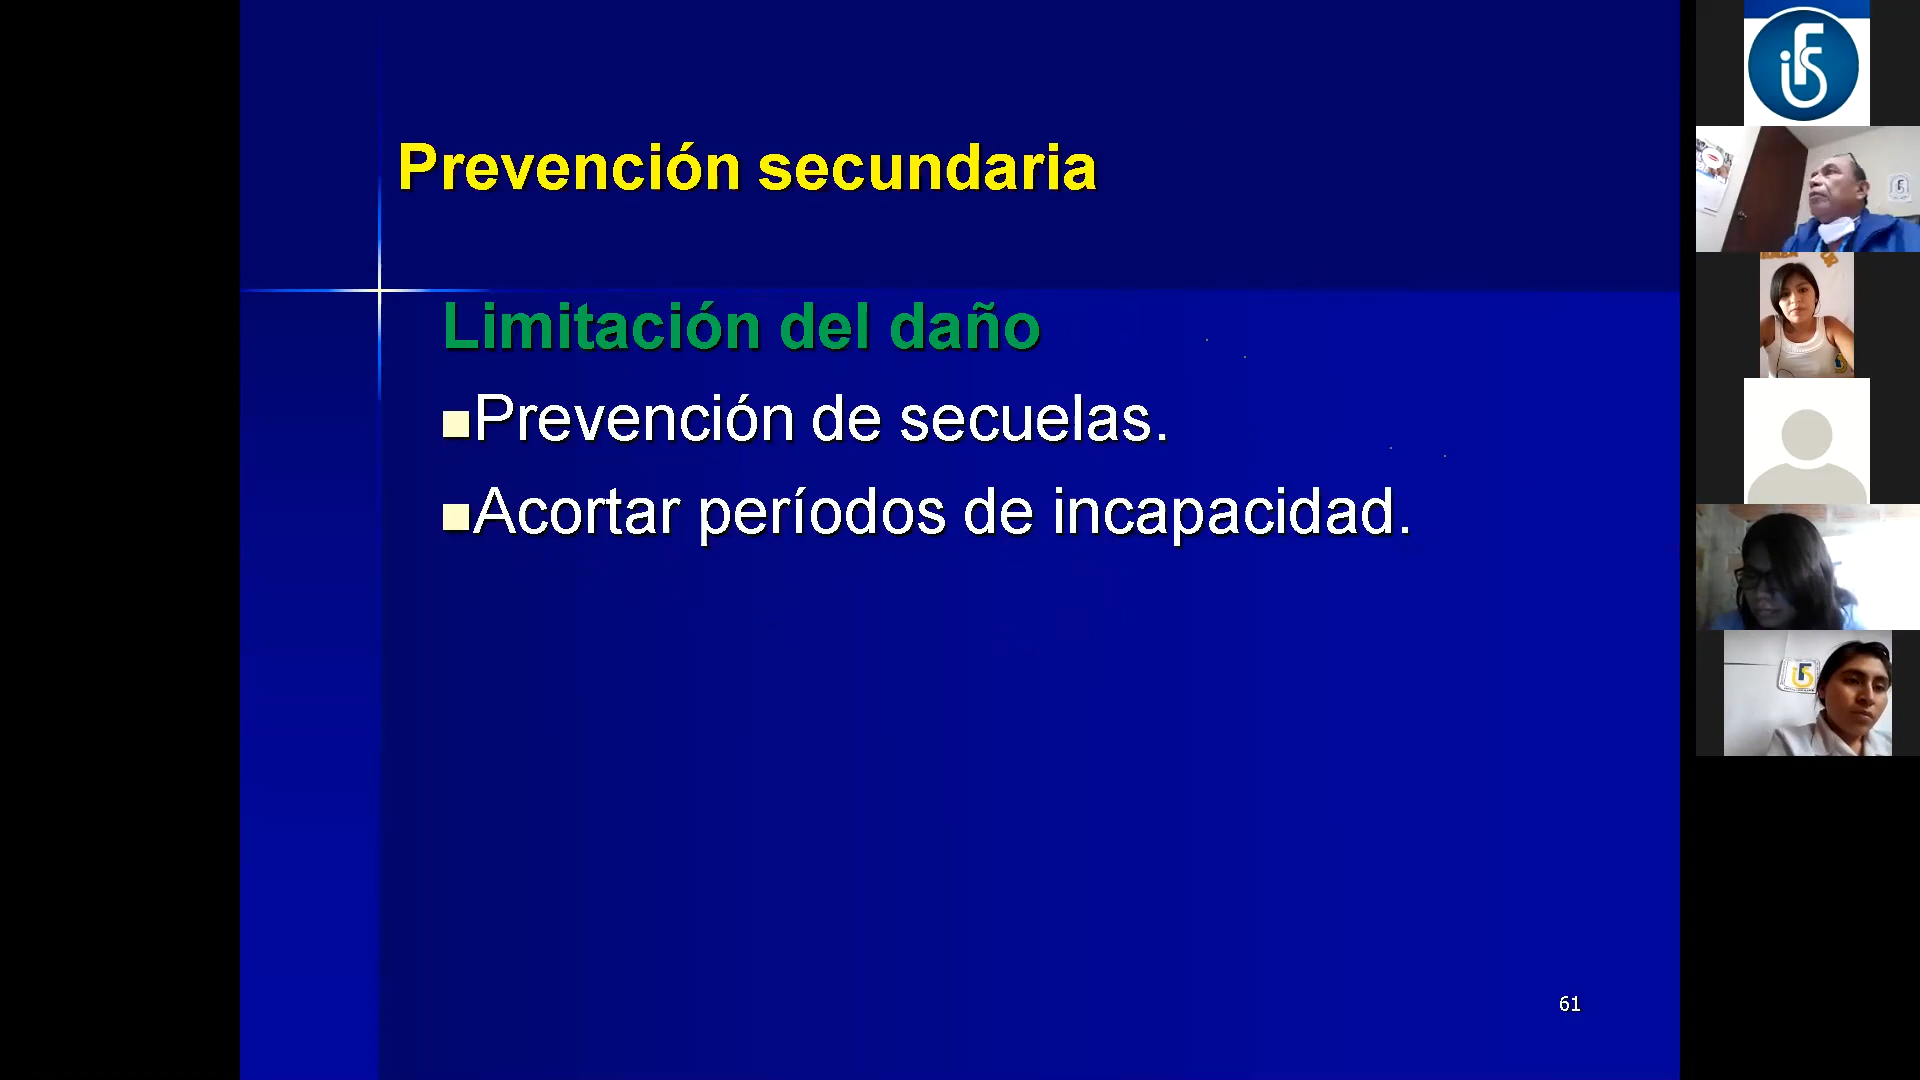 Prevención secundaria
Limitación del daño
Prevención de secuelas.
Acortar períodos de incapacidad.
61